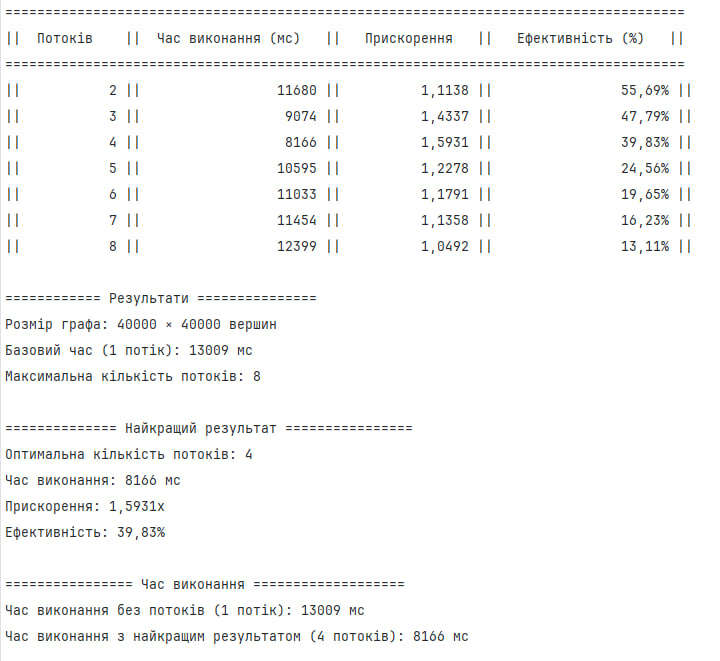 =====================================================================================
||  Потоків    ||  Час виконання (мс)   ||   Прискорення   ||   Ефективність (%)   ||
=====================================================================================
||           2 ||                 11680 ||          1,1138 ||                55,69% ||
||           3 ||                  9074 ||          1,4337 ||                47,79% ||
||           4 ||                  8166 ||          1,5931 ||                39,83% ||
||           5 ||                 10595 ||          1,2278 ||                24,56% ||
||           6 ||                 11033 ||          1,1791 ||                19,65% ||
||           7 ||                 11454 ||          1,1358 ||                16,23% ||
||           8 ||                 12399 ||          1,0492 ||                13,11% ||
============ Результати ===============
Розмір графа: 40000 × 40000 вершин
Базовий час (1 потік): 13009 мс
Максимальна кількість потоків: 8
============== Найкращий результат ================
Оптимальна кількість потоків: 4
Час виконання: 8166 мс
Прискорення: 1,5931x
Ефективність: 39,83%
================ Час виконання ===================
Час виконання без потоків (1 потік): 13009 мс
Час виконання з найкращим результатом (4 потоків): 8166 мс